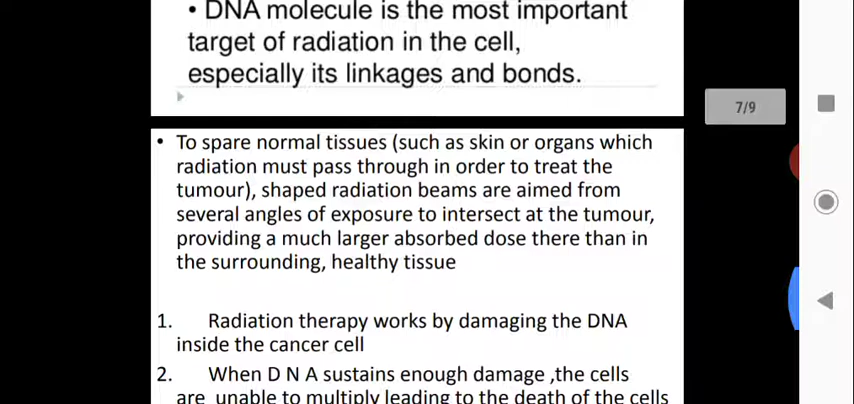 • DNA molecule is the most important
target of radiation in the cell,
especially its linkages and bonds.
7/9
• To spare normal tissues (such as skin or organs which
radiation must pass through in order to treat the
tumour), shaped radiation beams are aimed from
several angles of exposure to intersect at the tumour,
providing a much larger absorbed dose there than in
the surrounding, healthy tissue
1. Radiation therapy works by damaging the DNA
inside the cancer cell
2. When D N A sustains enough damage ,the cells
are unable to multiply leading to the death of the cells